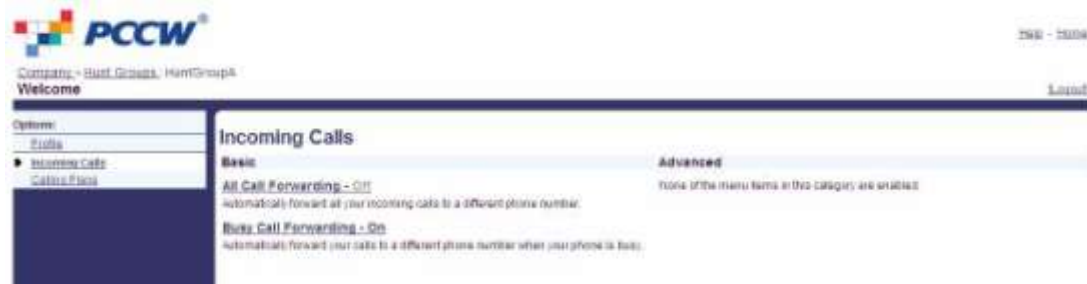 PCCW
Help - Home
Company > Hunt Groups : HuntGroupA
Welcome
Logout
Options:
Profile
Incoming Calls
Calling Plans
Incoming Calls
Basic
All Call Forwarding - Off
Automatically forward all your incoming calls to a different phone number.
Busy Call Forwarding - On
Automatically forward your calls to a different phone number when your phone is busy.
Advanced
None of the menu items in this category are enabled